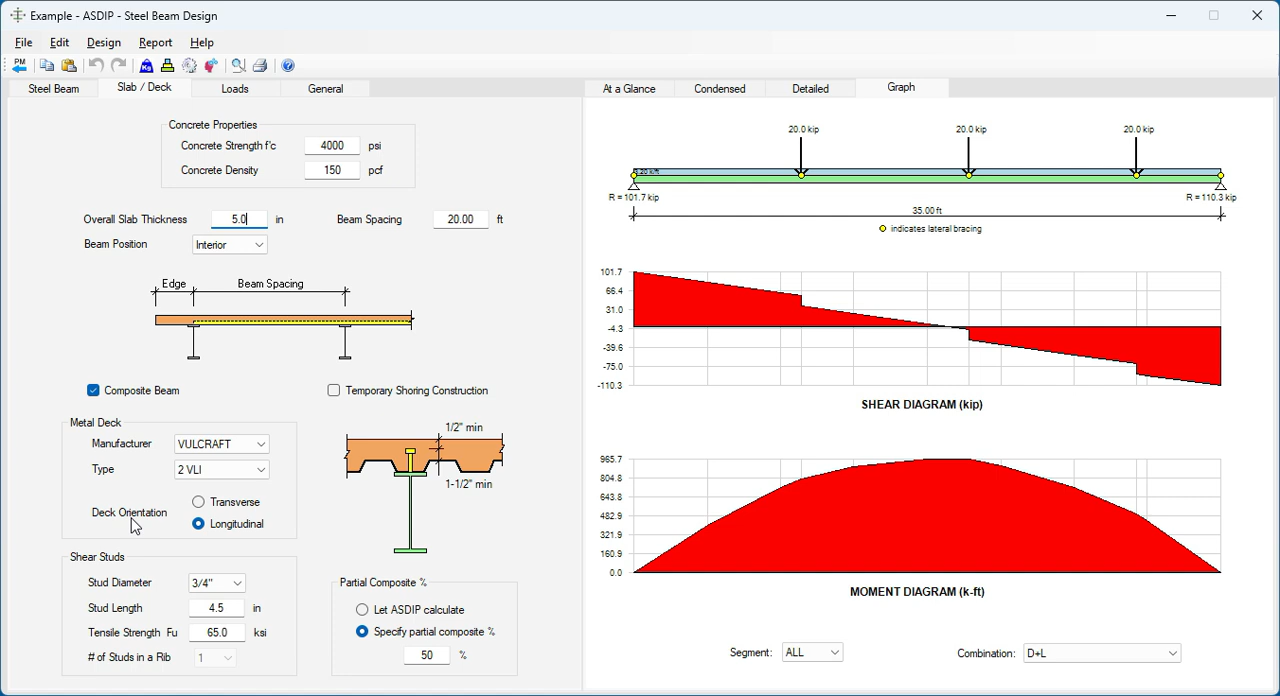 Example - ASDIP - Steel Beam Design
File Edit Design Report Help
PM
Steel Beam Slab / Deck Loads General
At a Glance Condensed Detailed Graph
Concrete Properties
Concrete Strength f'c 4000 psi
Concrete Density 150 pcf
Overall Slab Thickness 5.0 in Beam Spacing 20.00 ft
Beam Position Interior
Edge Beam Spacing
Composite Beam Temporary Shoring Construction
Metal Deck
Manufacturer VULCRAFT
Type 2 VLI
Deck Orientation Transverse
Longitudinal
1/2" min
1-1/2" min
Shear Studs
Stud Diameter 3/4"
Stud Length 4.5 in
Tensile Strength Fu 65.0 ksi
# of Studs in a Rib 1
Partial Composite %
Let ASDIP calculate
Specify partial composite %
50 %
20.0 kip 20.0 kip 20.0 kip
R = 101.7 kip R = 110.3 kip
35.00 ft
indicates lateral bracing
101.7
66.4
31.0
-4.3
-39.6
-75.0
-110.3
SHEAR DIAGRAM (kip)
965.7
804.8
643.8
482.9
321.9
160.9
0.0
MOMENT DIAGRAM (k-ft)
Segment: ALL Combination: D+L